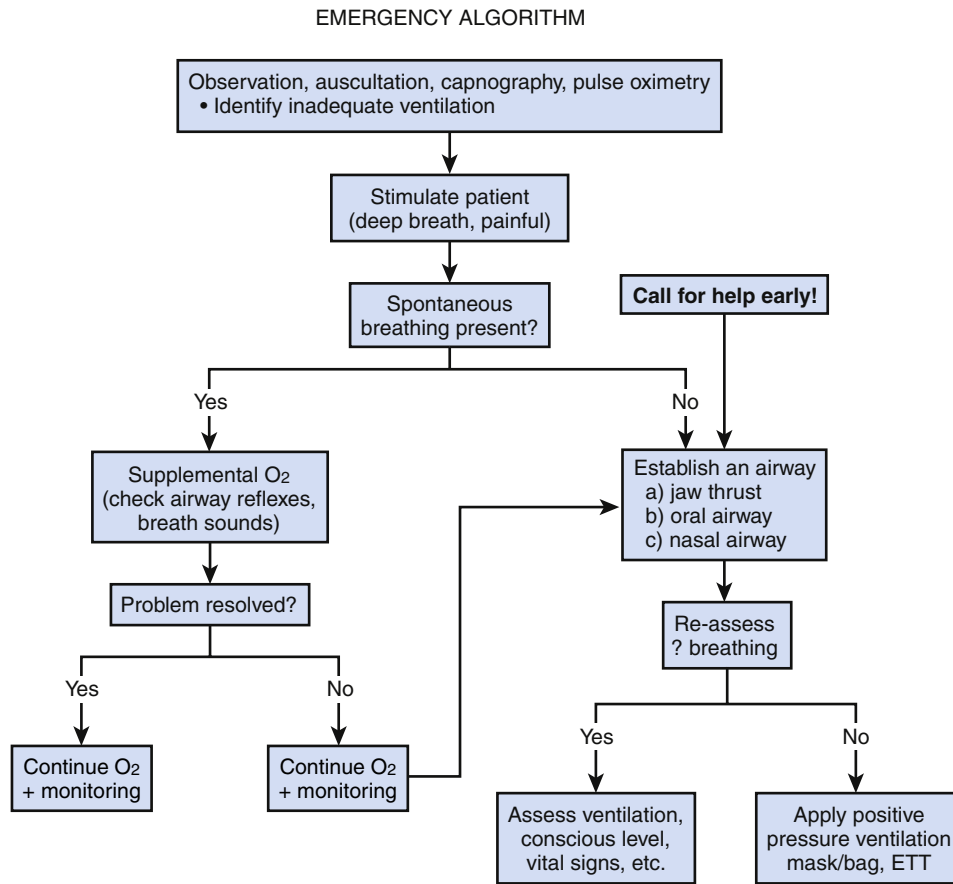 EMERGENCY ALGORITHM
Observation, auscultation, capnography, pulse oximetry
• Identify inadequate ventilation
Stimulate patient
(deep breath, painful)
Spontaneous
breathing present?
Call for help early!
Yes
No
Supplemental O2
(check airway reflexes,
breath sounds)
Establish an airway
a) jaw thrust
b) oral airway
c) nasal airway
Problem resolved?
Re-assess
? breathing
Yes
No
Yes
No
Continue O2
+ monitoring
Continue O2
+ monitoring
Assess ventilation,
conscious level,
vital signs, etc.
Apply positive
pressure ventilation
mask/bag, ETT